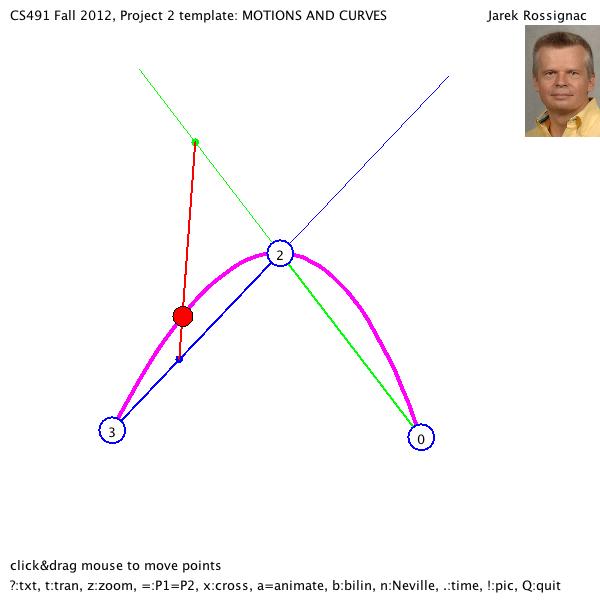 CS491 Fall 2012, Project 2 template: MOTIONS AND CURVES
Jarek Rossignac
2
3
0
click&drag mouse to move points
?:txt, t:tran, z:zoom, =:P1=P2, x:cross, a=animate, b:bilin, n:Neville, .:time, !:pic, Q:quit